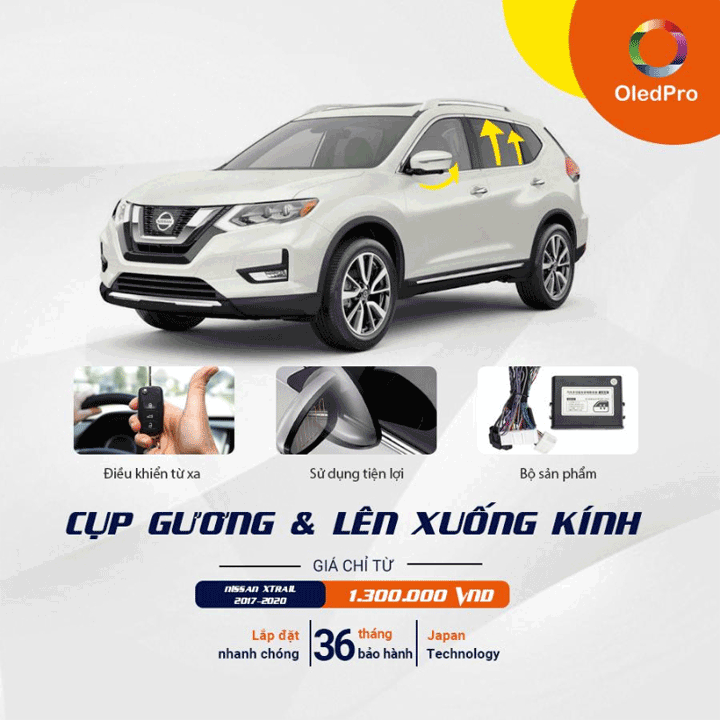 OledPro
NISSAN
Điều khiển từ xa
Sử dụng tiện lợi
Bộ sản phẩm
CỤP GƯƠNG & LÊN XUỐNG KÍNH
GIÁ CHỈ TỪ
NISSAN XTRAIL
2017-2020
1.300.000 VND
Lắp đặt
nhanh chóng
36
tháng
bảo hành
Japan
Technology